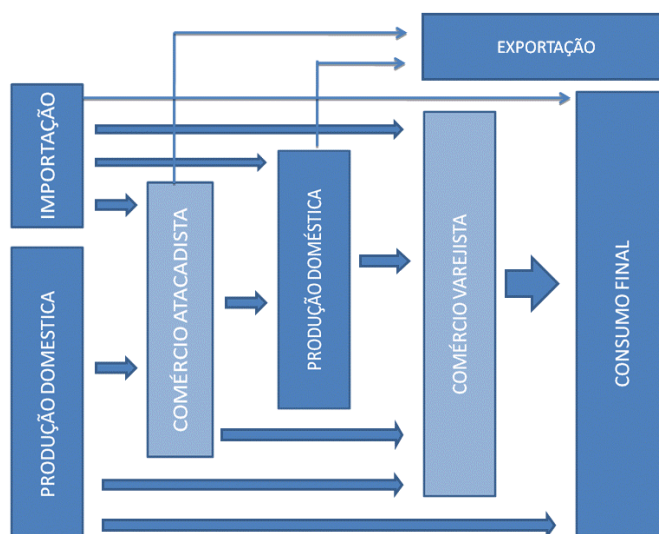 EXPORTAÇÃO
IMPORTAÇÃO
PRODUÇÃO DOMESTICA
COMÉRCIO ATACADISTA
PRODUÇÃO DOMÉSTICA
COMÉRCIO VAREJISTA
CONSUMO FINAL